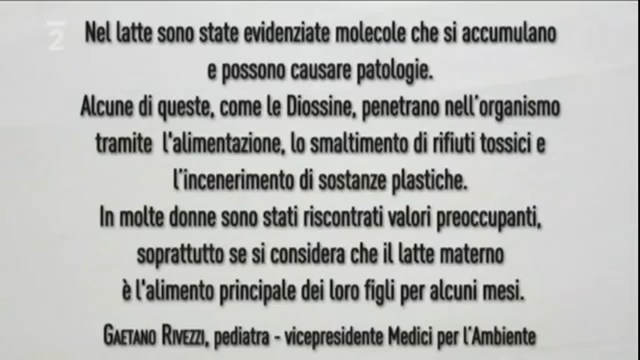 2
Nel latte sono state evidenziate molecole che si accumulano
e possono causare patologie.
Alcune di queste, come le Diossine, penetrano nell'organismo
tramite l'alimentazione, lo smaltimento di rifiuti tossici e
l'incenerimento di sostanze plastiche.
In molte donne sono stati riscontrati valori preoccupanti,
soprattutto se si considera che il latte materno
è l'alimento principale dei loro figli per alcuni mesi.
GAETANO RIVEZZI, pediatra - vicepresidente Medici per l'Ambiente